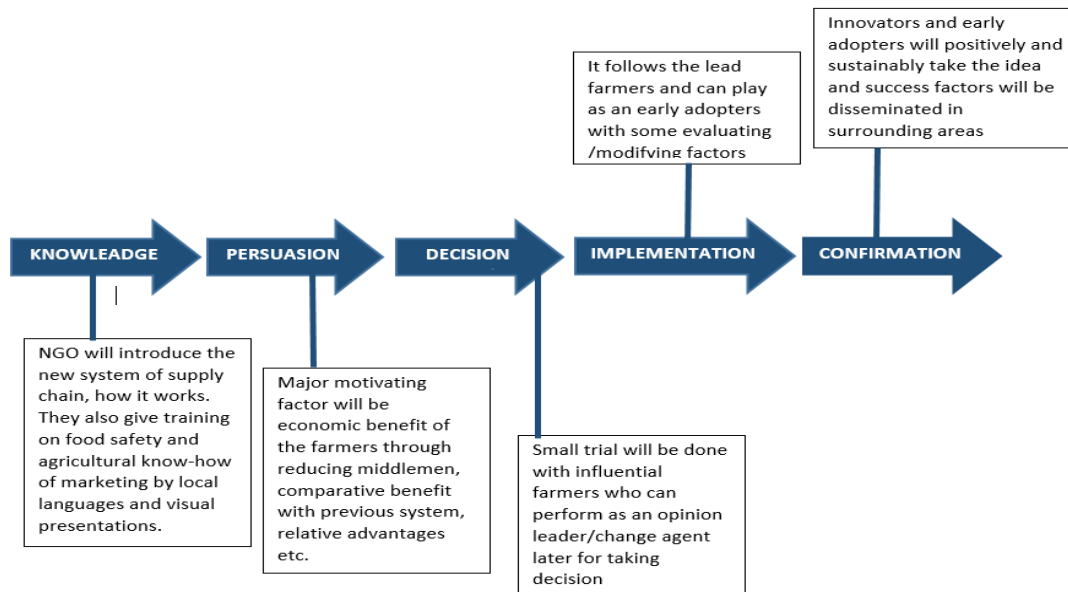 Innovators and early
adopters will positively and
sustainably take the idea
and success factors will be
disseminated in
surrounding areas
It follows the lead
farmers and can play
as an early adopters
with some evaluating
/modifying factors
KNOWLEADGE
PERSUASION
DECISION
IMPLEMENTATION
CONFIRMATION
NGO will introduce the
new system of supply
chain, how it works.
They also give training
on food safety and
agricultural know-how
of marketing by local
languages and visual
presentations.
Major motivating
factor will be
economic benefit
of the farmers through
reducing middlemen,
comparative benefit
with previous system,
relative advantages
etc.
Small trial will be done
with influential
farmers who can
perform as an opinion
leader/change agent
later for taking
decision